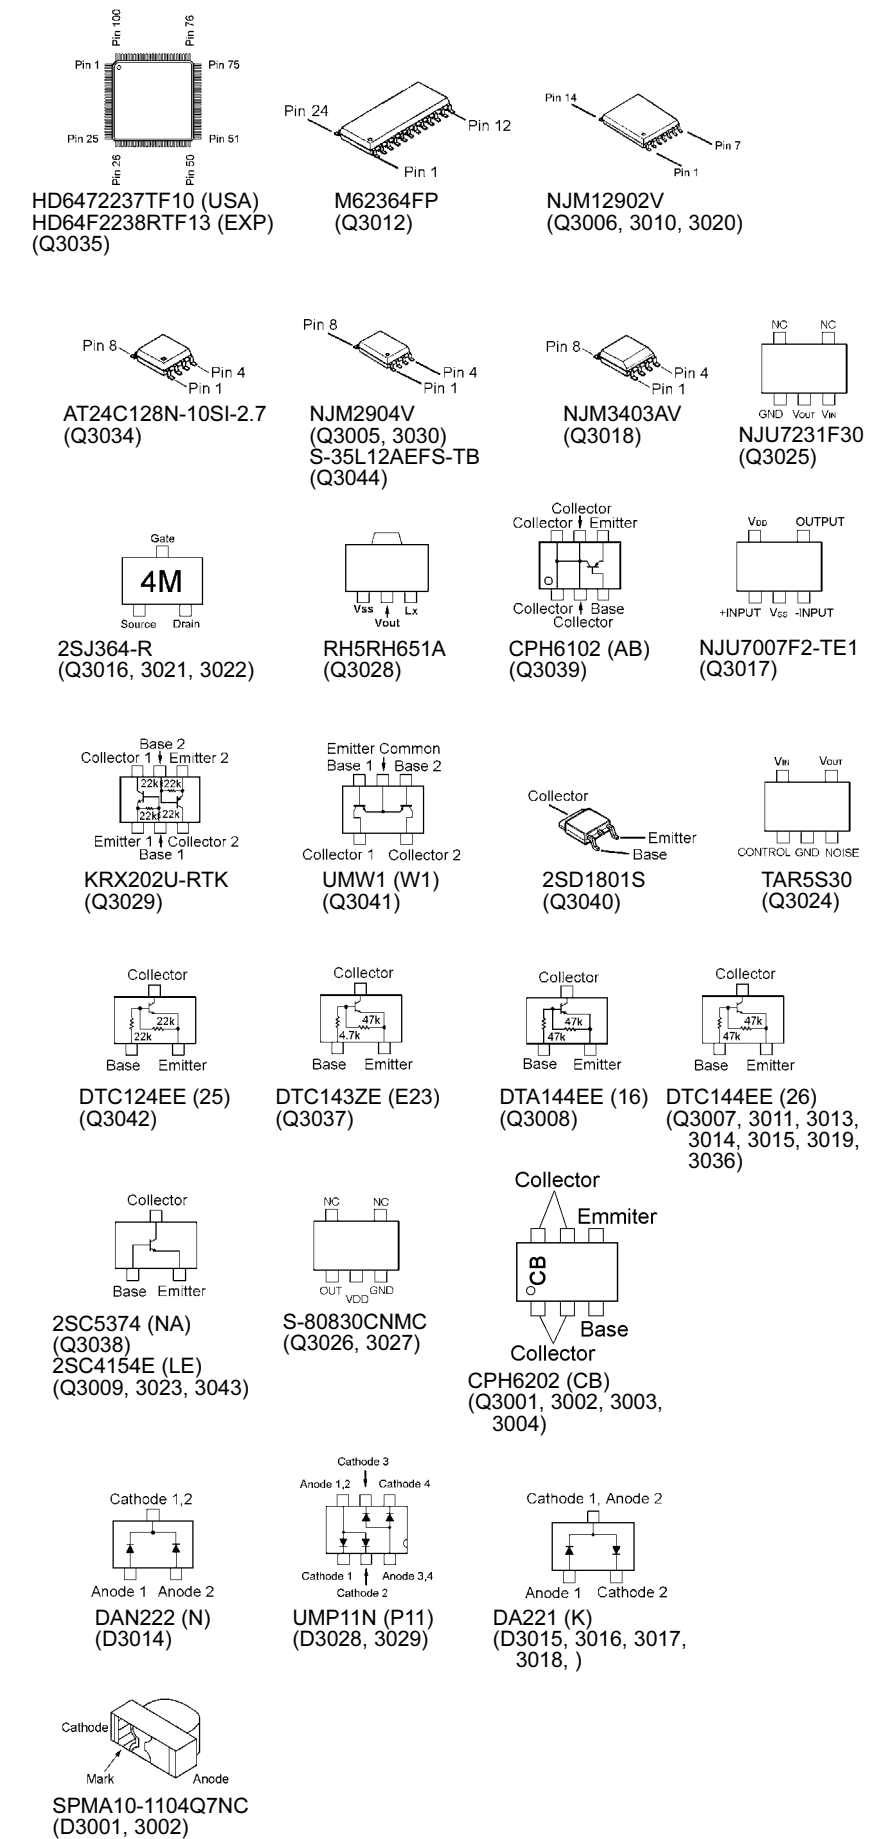 Pin 100
Pin 76
Pin 1
Pin 75
Pin 25
Pin 51
Pin 26
Pin 50
HD6472237TF10 (USA)
HD64F2238RTF13 (EXP)
(Q3035)
Pin 24
Pin 12
Pin 1
M62364FP
(Q3012)
Pin 14
Pin 7
Pin 1
NJM12902V
(Q3006, 3010, 3020)
Pin 8
Pin 4
Pin 1
AT24C128N-10SI-2.7
(Q3034)
Pin 8
Pin 4
Pin 1
NJM2904V
(Q3005, 3030)
S-35L12AEFS-TB
(Q3044)
Pin 8
Pin 4
Pin 1
NJM3403AV
(Q3018)
NC NC
GND VOUT VIN
NJU7231F30
(Q3025)
Gate
4M
Source Drain
2SJ364-R
(Q3016, 3021, 3022)
Vss Lx
Vout
RH5RH651A
(Q3028)
Collector
Collector Emitter
Collector Base
Collector
CPH6102 (AB)
(Q3039)
VDD OUTPUT
+INPUT VSS -INPUT
NJU7007F2-TE1
(Q3017)
Base 2
Collector 1 Emitter 2
22k 22k
22k 22k
Emitter 1 Collector 2
Base 1
KRX202U-RTK
(Q3029)
Emitter Common
Base 1 Base 2
Collector 1 Collector 2
UMW1 (W1)
(Q3041)
Collector
Emitter
Base
2SD1801S
(Q3040)
VIN VOUT
CONTROL GND NOISE
TAR5S30
(Q3024)
Collector
22k
22k
Base Emitter
DTC124EE (25)
(Q3042)
Collector
47k
4.7k
Base Emitter
DTC143ZE (E23)
(Q3037)
Collector
47k
47k
Base Emitter
DTA144EE (16)
(Q3008)
Collector
47k
47k
Base Emitter
DTC144EE (26)
(Q3007, 3011, 3013,
3014, 3015, 3019,
3036)
Collector
Base Emitter
2SC5374 (NA)
(Q3038)
2SC4154E (LE)
(Q3009, 3023, 3043)
NC NC
OUT GND
VDD
S-80830CNMC
(Q3026, 3027)
Collector
Emmiter
CB
Base
Collector
CPH6202 (CB)
(Q3001, 3002, 3003,
3004)
Cathode 1,2
Anode 1 Anode 2
DAN222 (N)
(D3014)
Cathode 3
Anode 1,2 Cathode 4
Cathode 1 Anode 3,4
Cathode 2
UMP11N (P11)
(D3028, 3029)
Cathode 1, Anode 2
Anode 1 Cathode 2
DA221 (K)
(D3015, 3016, 3017,
3018, )
Cathode
Mark
Anode
SPMA10-1104Q7NC
(D3001, 3002)